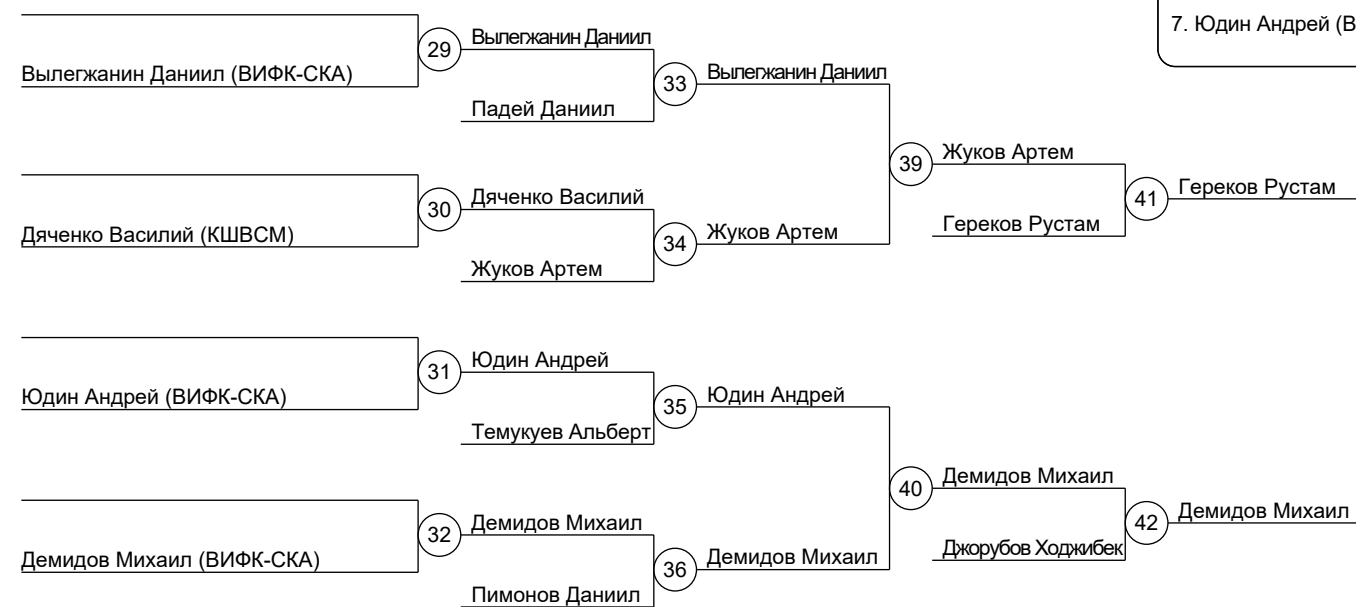 7. Юдин Андрей (В
29
Вылегжанин Даниил
Вылегжанин Даниил (ВИФК-СКА)
33
Вылегжанин Даниил
Падей Даниил
39
Жуков Артем
30
Дяченко Василий
Дяченко Василий (КШВСМ)
34
Жуков Артем
Жуков Артем
Гереков Рустам
41
Гереков Рустам
31
Юдин Андрей
Юдин Андрей (ВИФК-СКА)
35
Юдин Андрей
Темукуев Альберт
40
Демидов Михаил
32
Демидов Михаил
Демидов Михаил (ВИФК-СКА)
36
Демидов Михаил
Пимонов Даниил
Джорубов Ходжибек
42
Демидов Михаил